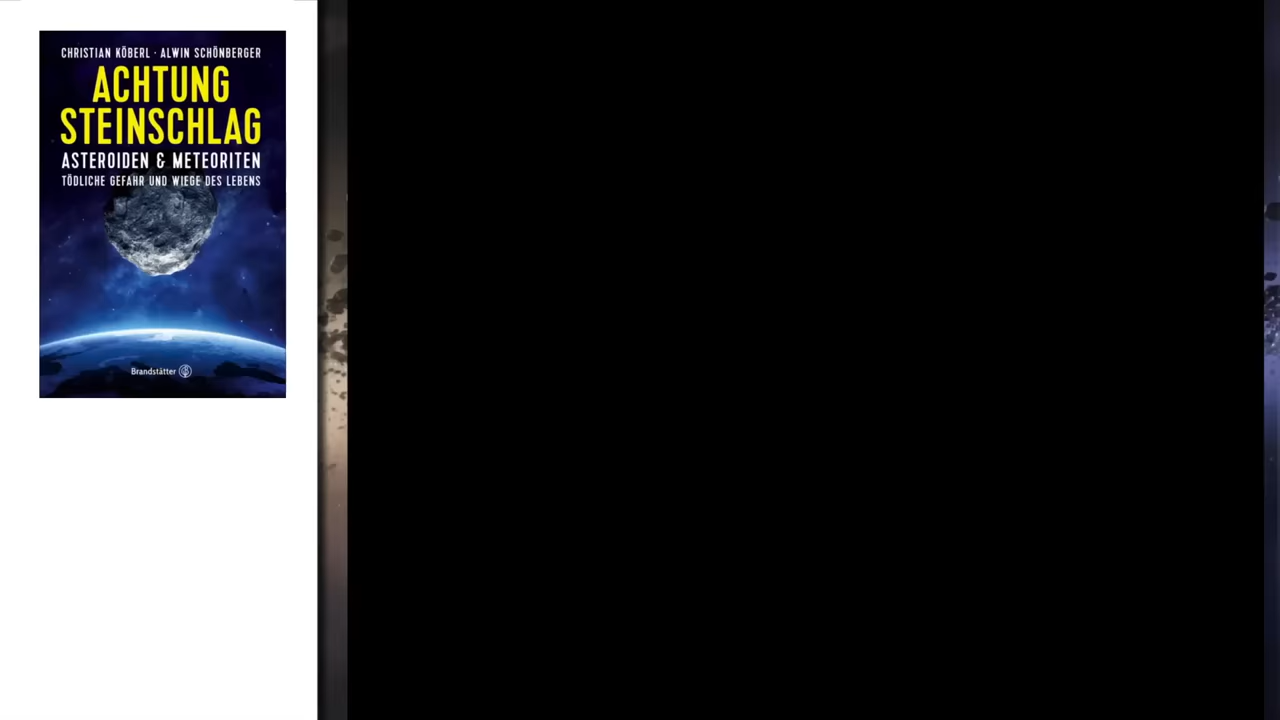 CHRISTIAN KÖBERL · ALWIN SCHÖNBERGER
ACHTUNG
STEINSCHLAG
ASTEROIDEN & METEORITEN
TÖDLICHE GEFAHR UND WIEGE DES LEBENS
Brandstätter